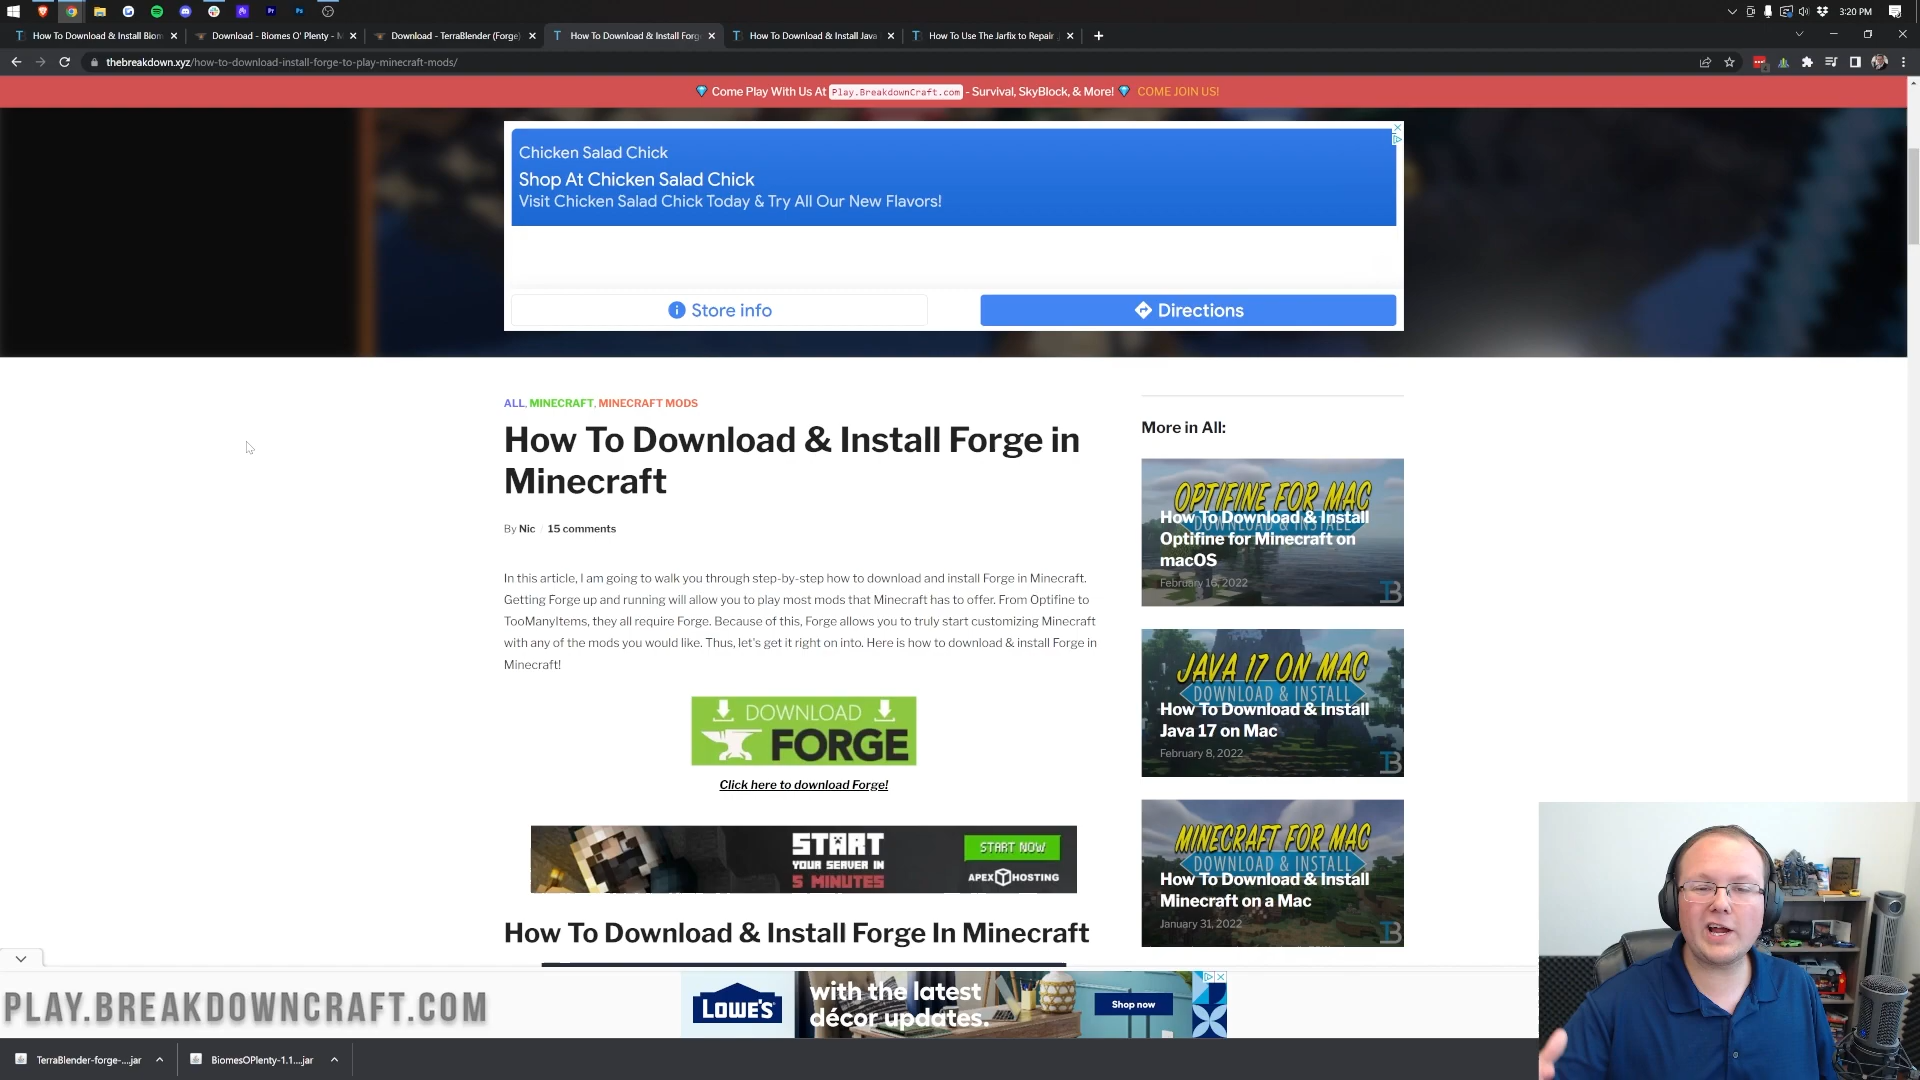 3:20 PM
How To Download & Install Biom
Download - Biomes O' Plenty - M
Download - TerraBlender (Forge)
How To Download & Install Forge
How To Download & Install Java
How To Use The Jarfix to Repair
thebreakdown.xyz/how-to-download-install-forge-to-play-minecraft-mods/
Come Play With Us At Play.BreakdownCraft.com - Survival, SkyBlock, & More! COME JOIN US!
Chicken Salad Chick
Shop At Chicken Salad Chick
Visit Chicken Salad Chick Today & Try All Our New Flavors!
Store info
Directions
ALL, MINECRAFT, MINECRAFT MODS
How To Download & Install Forge in
Minecraft
By Nic / 15 comments
In this article, I am going to walk you through step-by-step how to download and install Forge in Minecraft.
Getting Forge up and running will allow you to play most mods that Minecraft has to offer. From Optifine to
TooManyItems, they all require Forge. Because of this, Forge allows you to truly start customizing Minecraft
with any of the mods you would like. Thus, let's get it right on into. Here is how to download & install Forge in
Minecraft!
DOWNLOAD
FORGE
Click here to download Forge!
START
YOUR SERVER IN
5 MINUTES
START NOW
APEX HOSTING
How To Download & Install Forge In Minecraft
More in All:
OPTIFINE FOR MAC
DOWNLOAD & INSTALL
How To Download & Install
Optifine for Minecraft on
macOS
February 16, 2022
JAVA 17 ON MAC
DOWNLOAD & INSTALL
How To Download & Install
Java 17 on Mac
February 8, 2022
MINECRAFT FOR MAC
DOWNLOAD & INSTALL
How To Download & Install
Minecraft on a Mac
January 31, 2022
PLAY.BREAKDOWNCRAFT.COM
LOWE'S
with the latest
décor updates.
Shop now
TerraBlender-forge-....jar
BiomesOPlenty-1.1....jar